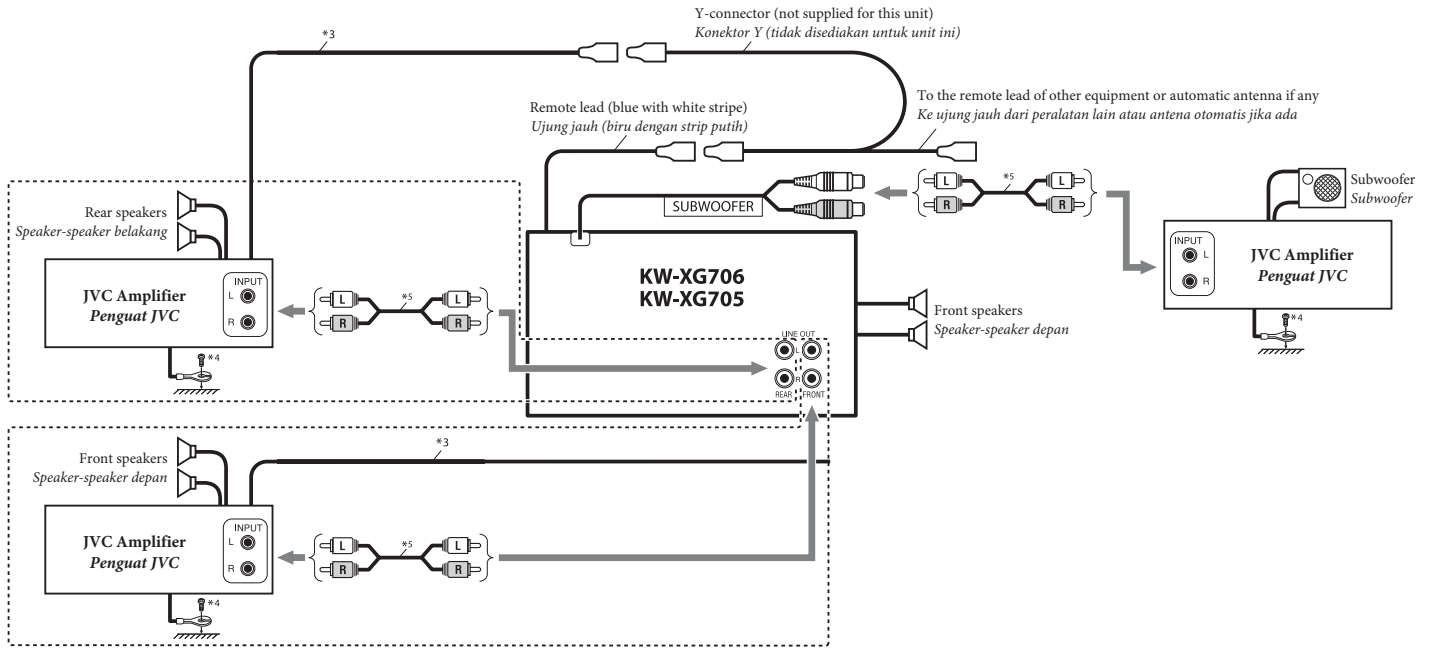 Y-connector (not supplied for this unit)
Konektor Y (tidak disediakan untuk unit ini)
*3
Remote lead (blue with white stripe)
Ujung jauh (biru dengan strip putih)
To the remote lead of other equipment or automatic antenna if any
Ke ujung jauh dari peralatan lain atau antena otomatis jika ada
*5
L
L
R
R
SUBWOOFER
Subwoofer
Subwoofer
Rear speakers
Speaker-speaker belakang
INPUT
L
R
JVC Amplifier
Penguat JVC
*4
JVC Amplifier
Penguat JVC
INPUT
L
R
*4
L
*5
L
R
R
KW-XG706
KW-XG705
Front speakers
Speaker-speaker depan
LINE OUT
L
R
REAR
FRONT
Front speakers
Speaker-speaker depan
*3
JVC Amplifier
Penguat JVC
INPUT
L
R
*4
L
*5
L
R
R